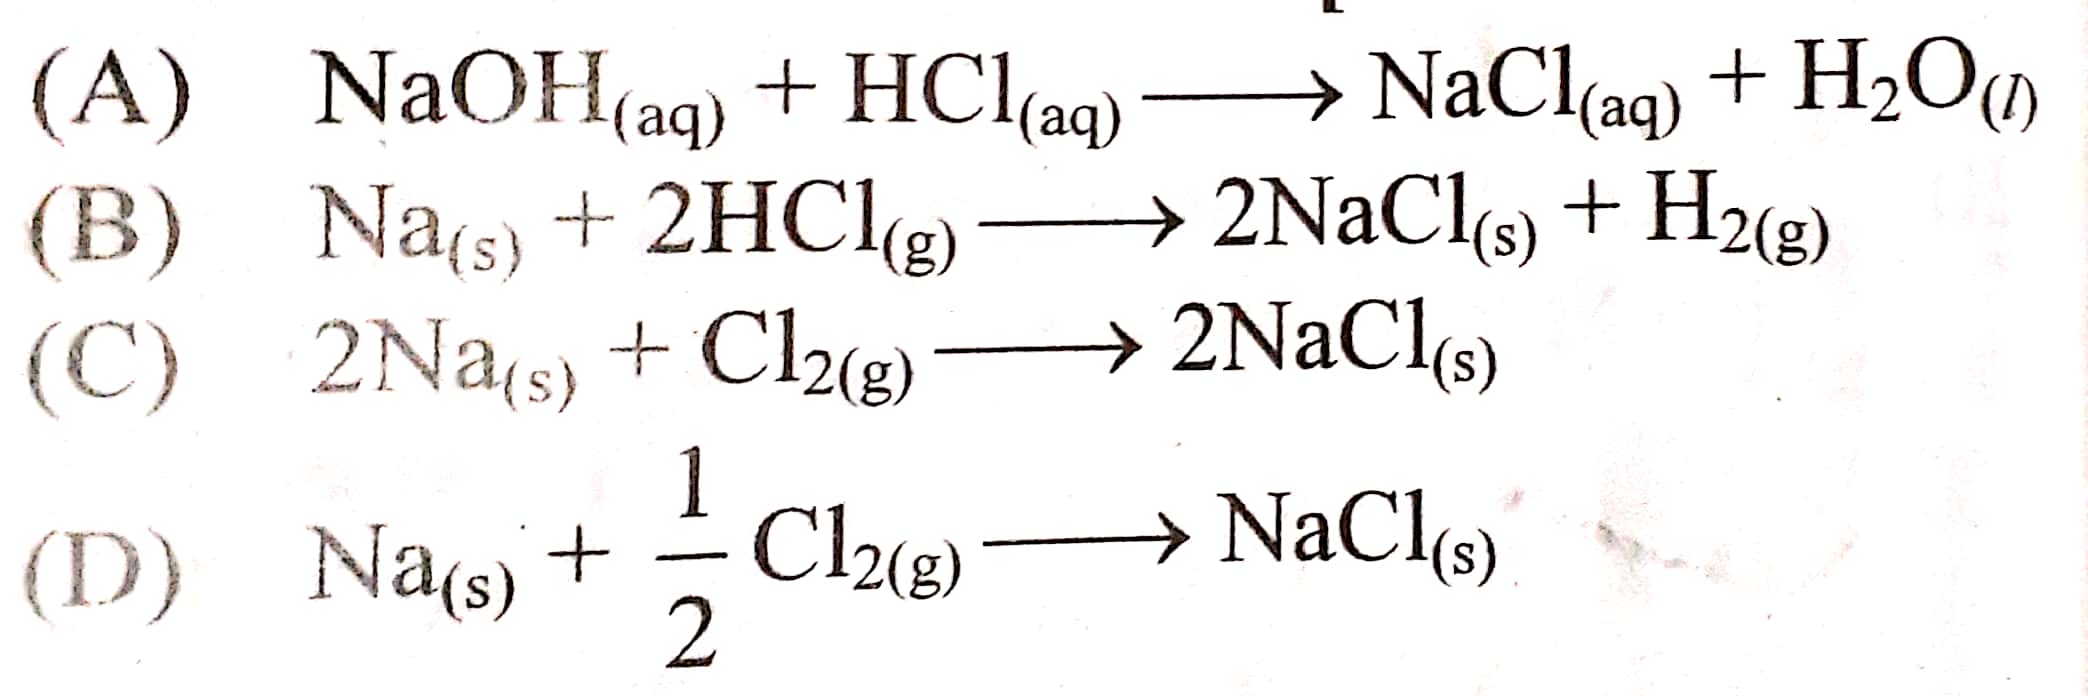 (A) NaOH(aq) + HCl(aq) ⟶ NaCl(aq) + H₂O(l)
(B) Na(s) + 2HCl(g) ⟶ 2NaCl(s) + H₂(g)
(C) 2Na(s) + Cl₂(g) ⟶ 2NaCl(s)
(D) Na(s) + 1/2 Cl₂(g) ⟶ NaCl(s)